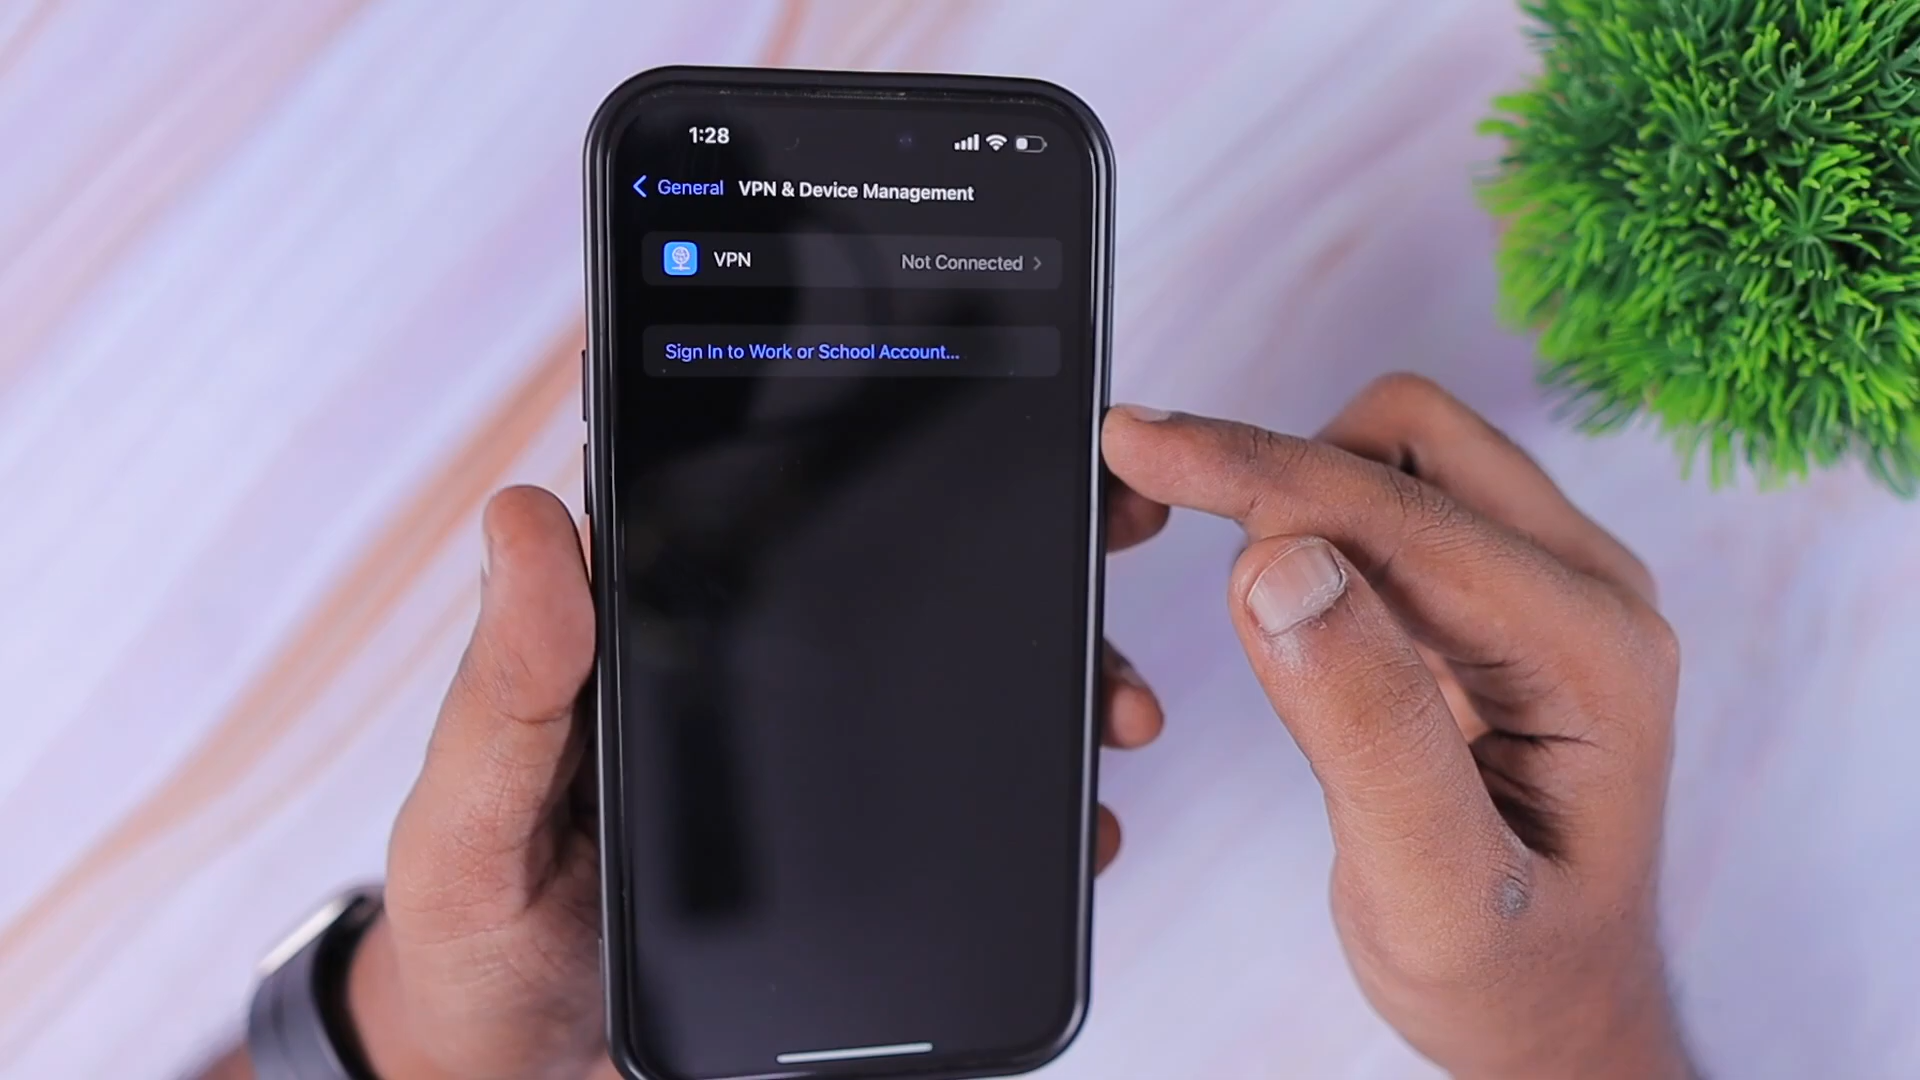 1:28
General VPN & Device Management
VPN Not Connected
Sign In to Work or School Account...